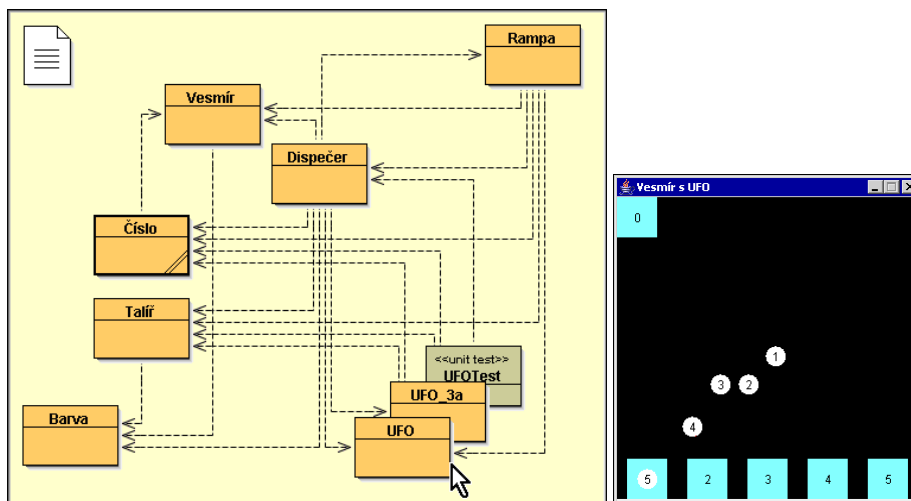 Rampa
Vesmír
Dispečer
Číslo
Talíř
<<unit test>>
UFOTest
UFO_3a
Barva
UFO
Vesmír s UFO
0
1
3
2
4
5
2
3
4
5